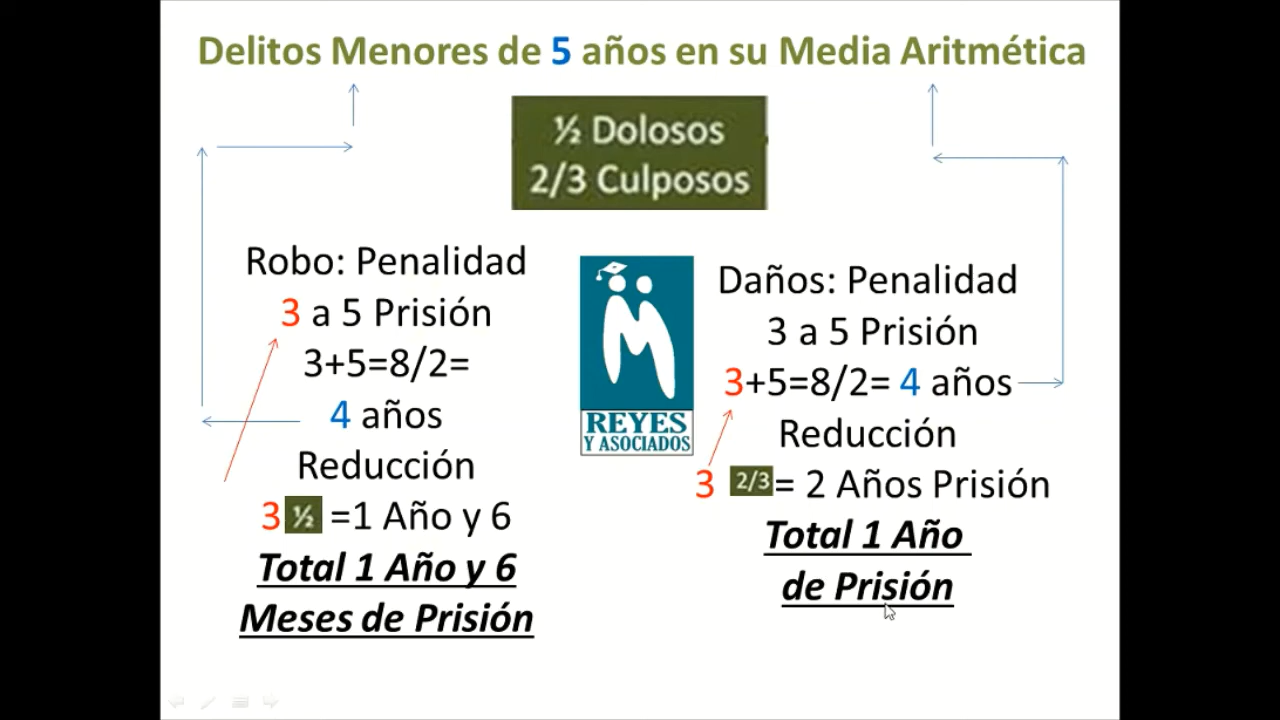 Delitos Menores de 5 años en su Media Aritmética
½ Dolosos
2/3 Culposos
Robo: Penalidad
3 a 5 Prisión
3+5=8/2=
4 años
Reducción
3 ½ =1 Año y 6
Total 1 Año y 6
Meses de Prisión
REYES
Y ASOCIADOS
Daños: Penalidad
3 a 5 Prisión
3+5=8/2= 4 años
Reducción
3 2/3 = 2 Años Prisión
Total 1 Año
de Prisión